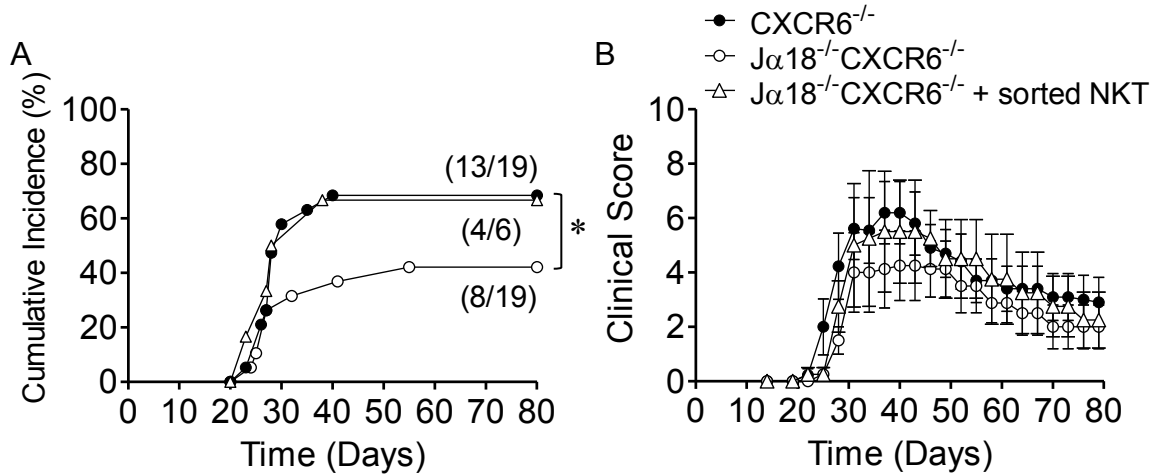 CXCR6-/-
Jα18-/-CXCR6-/-
Jα18-/-CXCR6-/- + sorted NKT
A
Cumulative Incidence (%)
100
80
60
40
20
0
(13/19)
(4/6)
*
(8/19)
0 10 20 30 40 50 60 70 80
Time (Days)
B
Clinical Score
10
8
6
4
2
0
0 10 20 30 40 50 60 70 80
Time (Days)